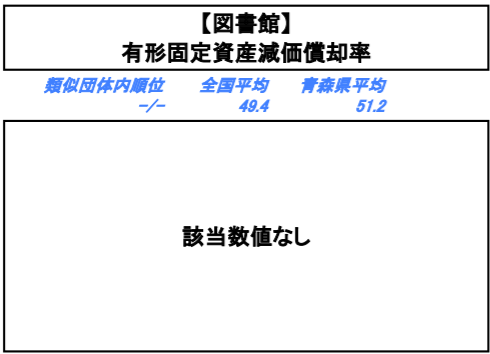 【図書館】
有形固定資産減価償却率
類似団体内順位 全国平均 青森県平均
-/- 49.4 51.2
該当数値なし